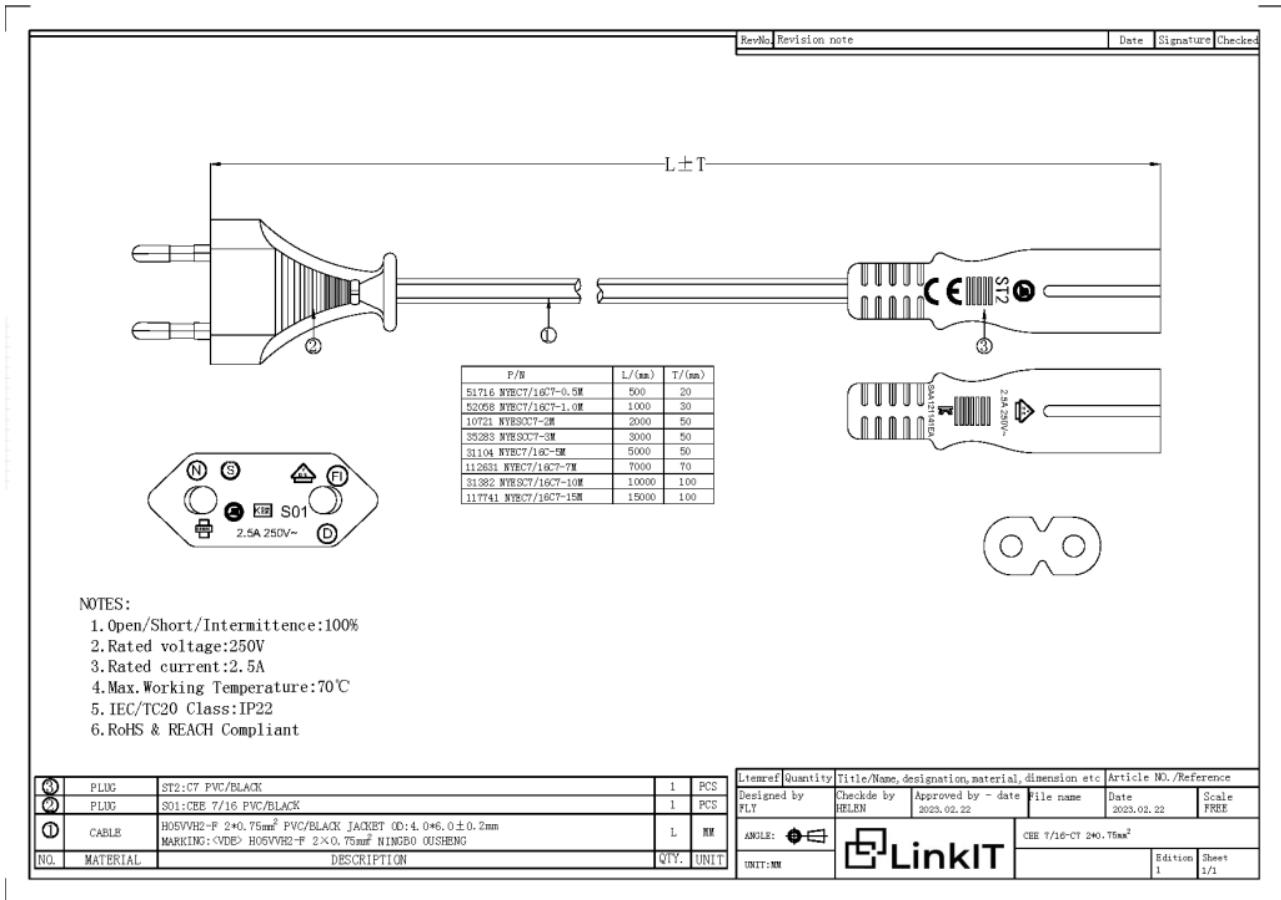 RevNo. Revision note Date Signature Checked
L±T
CE ST2
① ② ③
P/N L/(mm) T/(mm)
51716 NYEC7/16C7-0.5M 500 20
52058 NYEC7/16C7-1.0M 1000 30
10721 NYESCC7-2M 2000 50
35283 NYESCC7-3M 3000 50
31104 NYEC7/16C-5M 5000 50
112631 NYEC7/16C7-7M 7000 70
31382 NYESC7/16C7-10M 10000 100
117741 NYEC7/16C7-15M 15000 100
SAA121141EA 2.5A 250V~
N S FI
S01
2.5A 250V~ D
NOTES:
1.Open/Short/Intermittence:100%
2.Rated voltage:250V
3.Rated current:2.5A
4.Max.Working Temperature:70℃
5.IEC/TC20 Class:IP22
6.RoHS & REACH Compliant
③ PLUG ST2:C7 PVC/BLACK 1 PCS
② PLUG S01:CEE 7/16 PVC/BLACK 1 PCS
① CABLE H05VVH2-F 2*0.75mm² PVC/BLACK JACKET OD:4.0*6.0±0.2mm L MM
MARKING:<VDE> H05VVH2-F 2×0.75mm² NINGBO OUSHENG
NO. MATERIAL DESCRIPTION QTY. UNIT
Ltemref Quantity Title/Name, designation, material, dimension etc Article NO./Reference
Designed by Checkde by Approved by - date File name Date Scale
FLY HELEN 2023.02.22 2023.02.22 FREE
ANGLE:
LinkIT
CEE 7/16-C7 2*0.75mm²
UNIT:MM
Edition Sheet
1 1/1